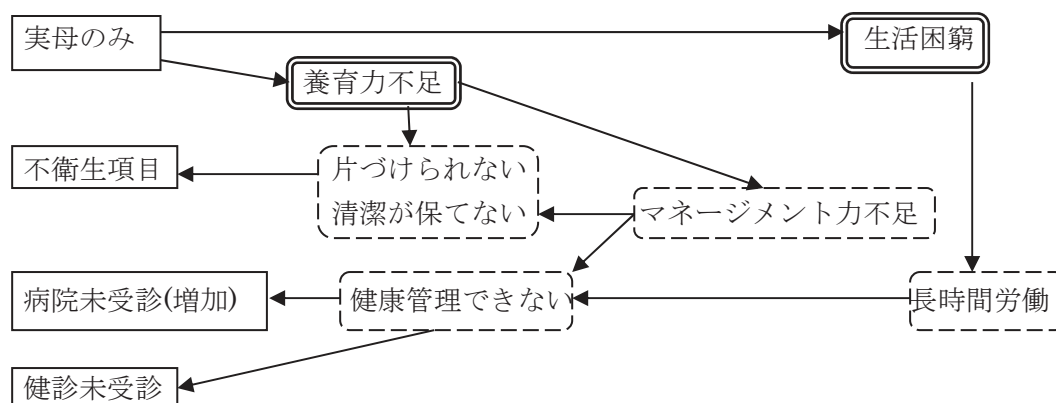 実母のみ
生活困窮
養育力不足
不衛生項目
片づけられない
清潔が保てない
マネージメント力不足
病院未受診(増加)
健康管理できない
長時間労働
健診未受診